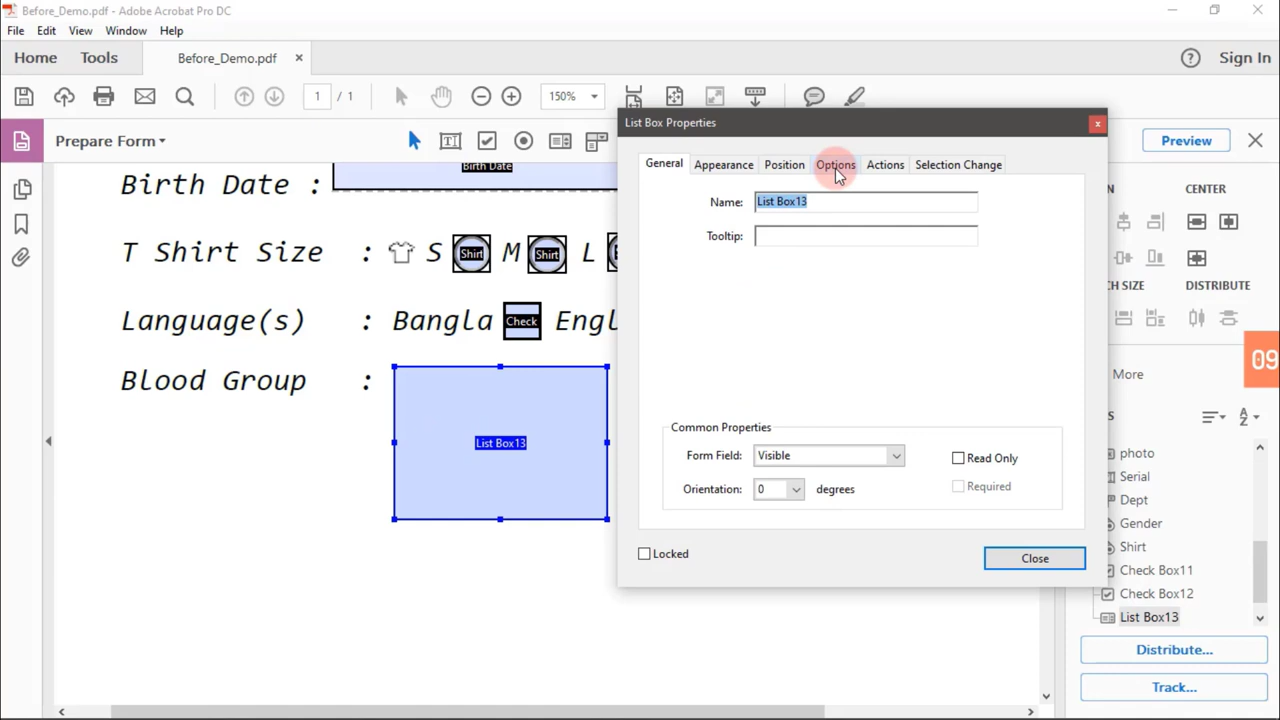 Before_Demo.pdf - Adobe Acrobat Pro DC
File Edit View Window Help
Home Tools Before_Demo.pdf × Sign In
1 / 1 150%
Prepare Form Preview
List Box Properties
General Appearance Position Options Actions Selection Change
Name: List Box13
Tooltip:
Common Properties
Form Field: Visible Read Only
Orientation: 0 degrees Required
Locked Close
Birth Date : Birth Date
T Shirt Size : S Shirt M Shirt L
Language(s) : Bangla Check Engl
Blood Group :
List Box13
CENTER
DISTRIBUTE
09
More
photo
Serial
Dept
Gender
Shirt
Check Box11
Check Box12
List Box13
Distribute...
Track...